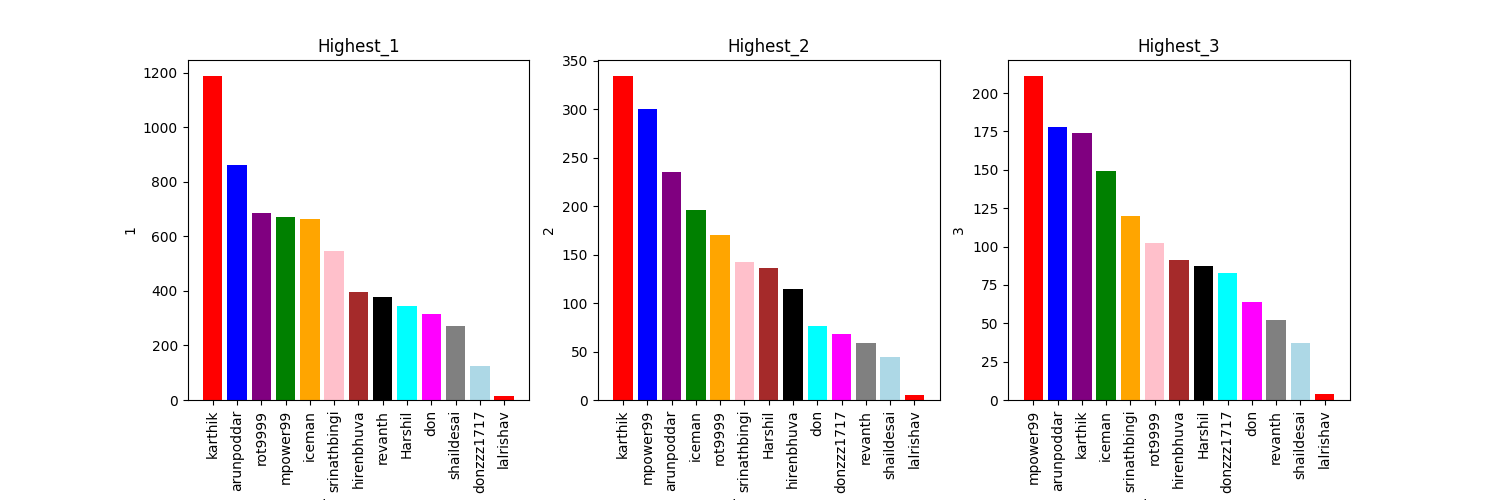 Highest_1
1200
1000
800
600
400
200
0
1
karthik
arunpoddar
rot9999
mpower99
iceman
srinathbingi
hirenbhuva
revanth
Harshil
don
shaildesai
donzzz1717
lalrishav
Highest_2
350
300
250
200
150
100
50
0
2
karthik
mpower99
arunpoddar
iceman
rot9999
srinathbingi
Harshil
hirenbhuva
don
donzzz1717
revanth
shaildesai
lalrishav
Highest_3
200
175
150
125
100
75
50
25
0
3
mpower99
arunpoddar
karthik
iceman
srinathbingi
rot9999
hirenbhuva
Harshil
donzzz1717
don
revanth
shaildesai
lalrishav